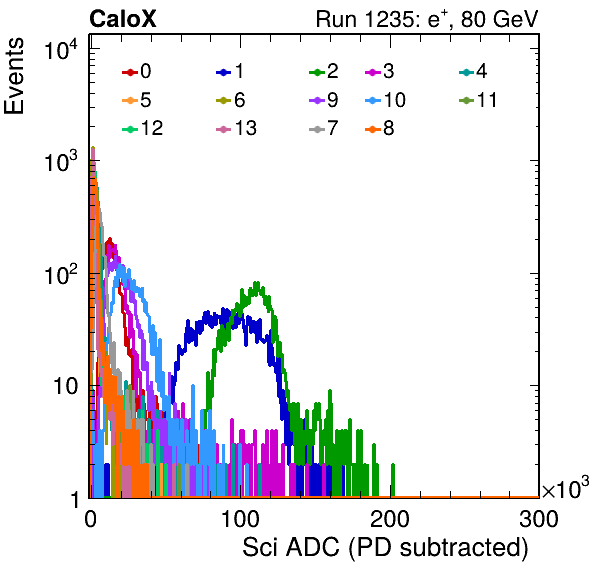 CaloX Run 1235: e⁺, 80 GeV
Events
10⁴
0 1 2 3 4
5 6 9 10 11
12 13 7 8
10³
10²
10
1
0 100 200 300
×10³
Sci ADC (PD subtracted)